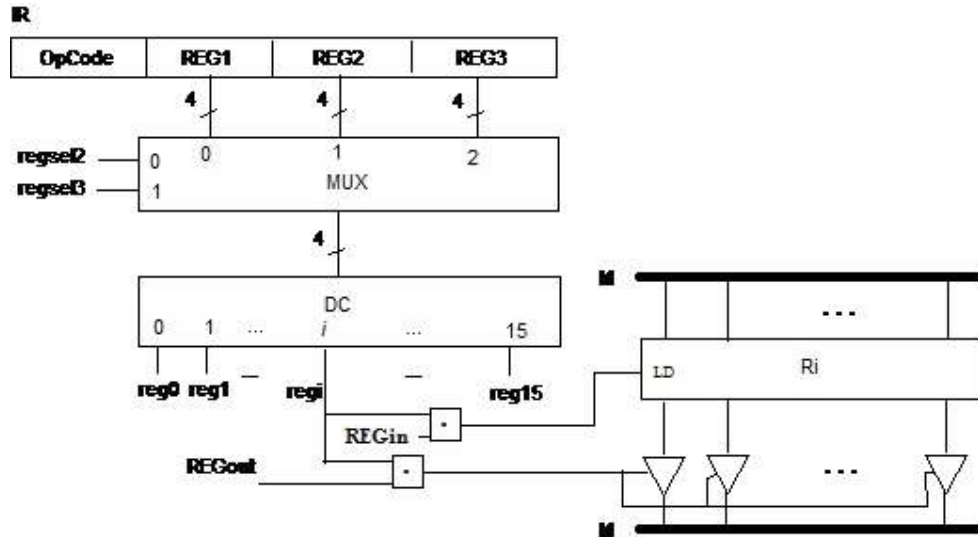 IR
OpCode REG1 REG2 REG3
4 4 4
regsel2 0 0 1 2
regsel3 1 MUX
4
M
DC
0 1 ... i ... 15
reg0 reg1 regi reg15
LD Ri
REGin
REGout
M